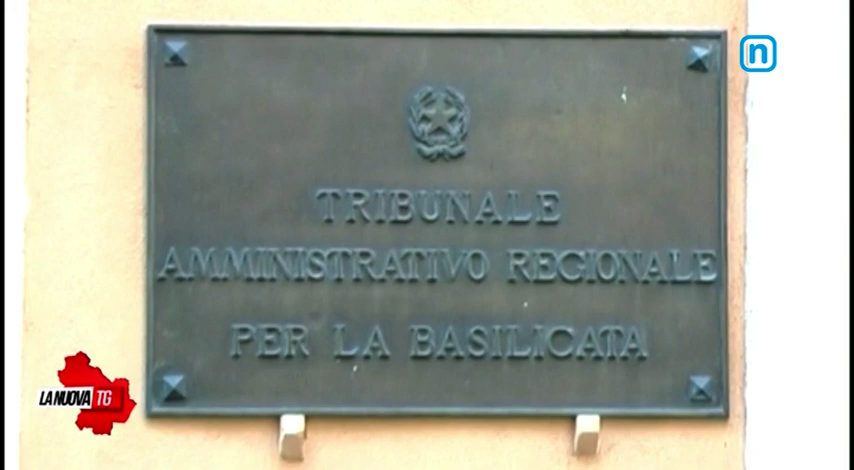 n
TRIBUNALE
AMMINISTRATIVO REGIONALE
PER LA BASILICATA
LA NUOVA TG